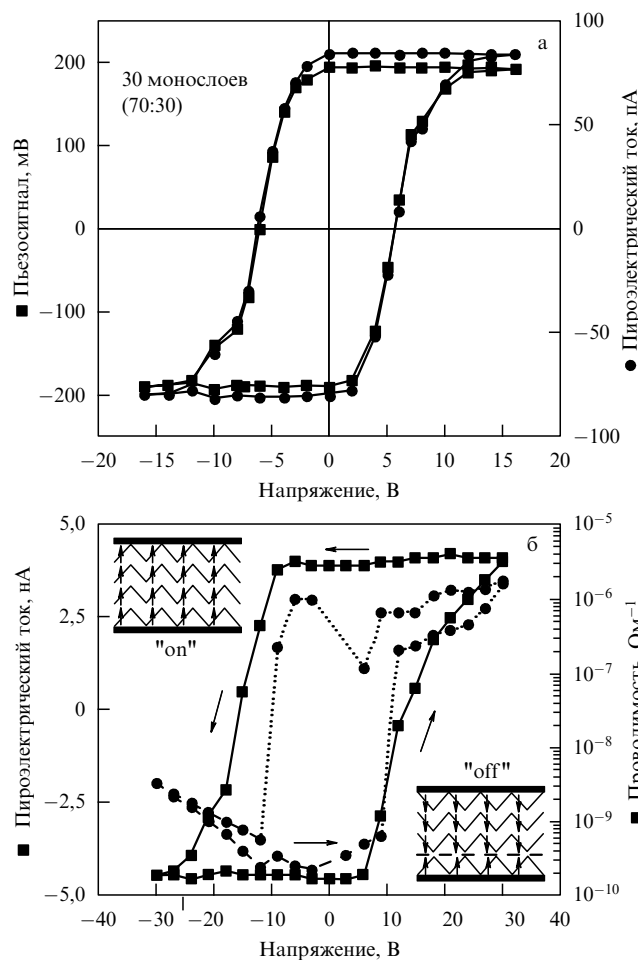 а
30 монослоев
(70:30)
200
100
0
−100
−200
■ Пьезосигнал, мВ
100
50
0
−50
−100
● Пироэлектрический ток, пА
−20 −15 −10 −5 0 5 10 15 20
Напряжение, В
б
5,0
2,5
0
−2,5
−5,0
■ Пироэлектрический ток, нА
"on"
"off"
10⁻⁵
10⁻⁶
10⁻⁷
10⁻⁸
10⁻⁹
10⁻¹⁰
■ Проводимость, Ом⁻¹
−40 −30 −20 −10 0 10 20 30 40
Напряжение, В